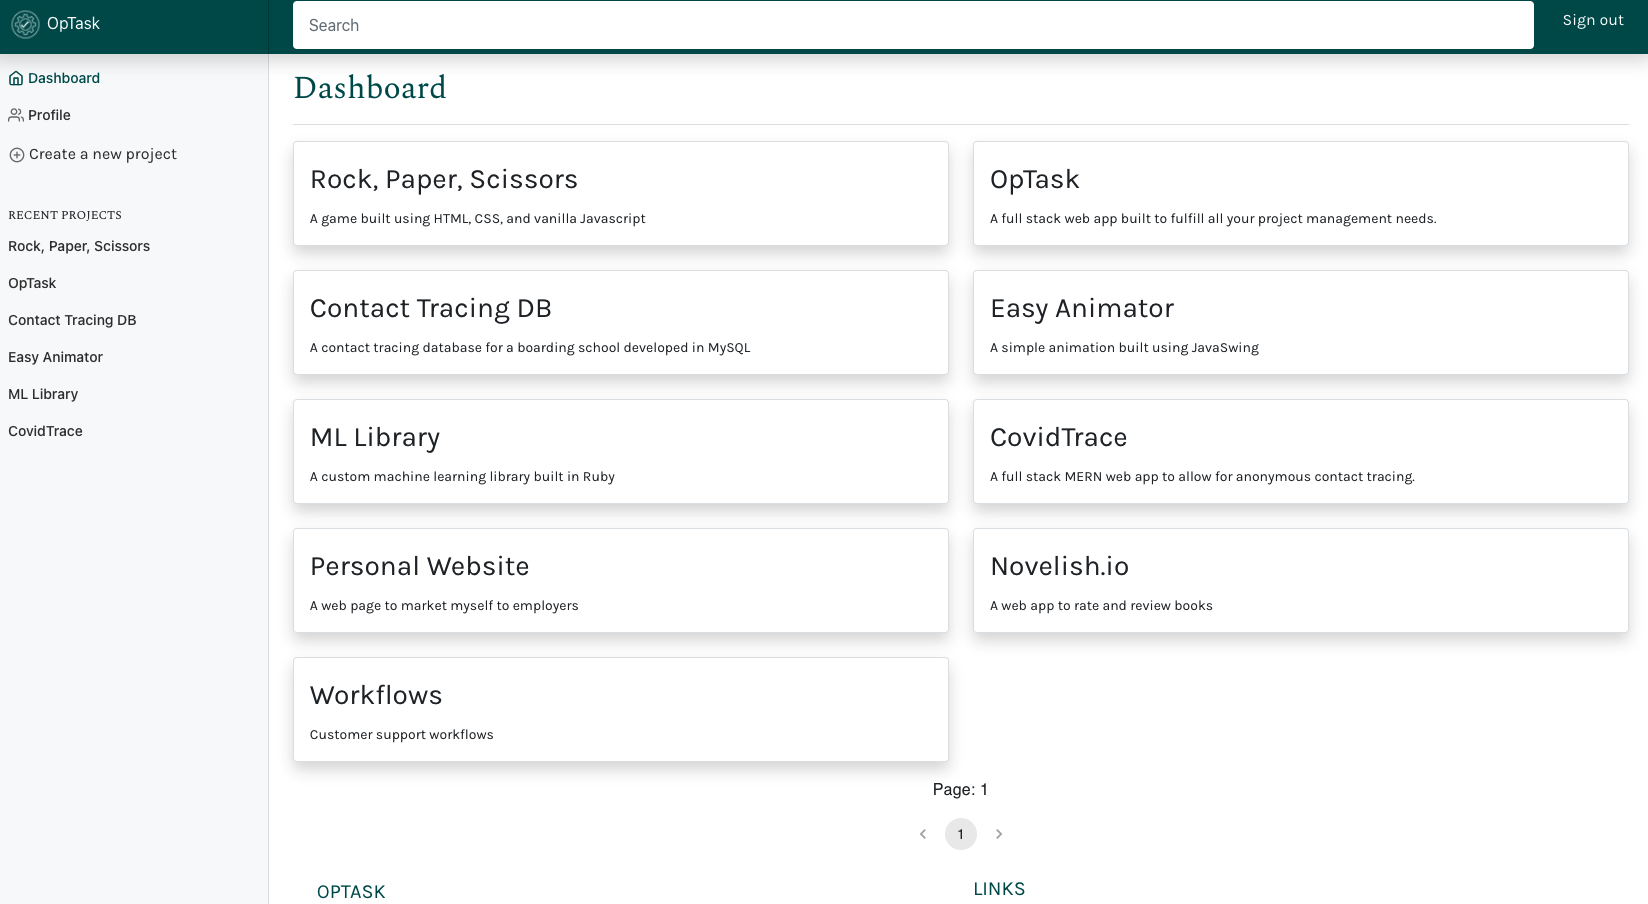 OpTask
Search
Sign out
Dashboard
Profile
Create a new project
RECENT PROJECTS
Rock, Paper, Scissors
OpTask
Contact Tracing DB
Easy Animator
ML Library
CovidTrace
Dashboard
Rock, Paper, Scissors
A game built using HTML, CSS, and vanilla Javascript
OpTask
A full stack web app built to fulfill all your project management needs.
Contact Tracing DB
A contact tracing database for a boarding school developed in MySQL
Easy Animator
A simple animation built using JavaSwing
ML Library
A custom machine learning library built in Ruby
CovidTrace
A full stack MERN web app to allow for anonymous contact tracing.
Personal Website
A web page to market myself to employers
Novelish.io
A web app to rate and review books
Workflows
Customer support workflows
Page: 1
1
OPTASK
LINKS